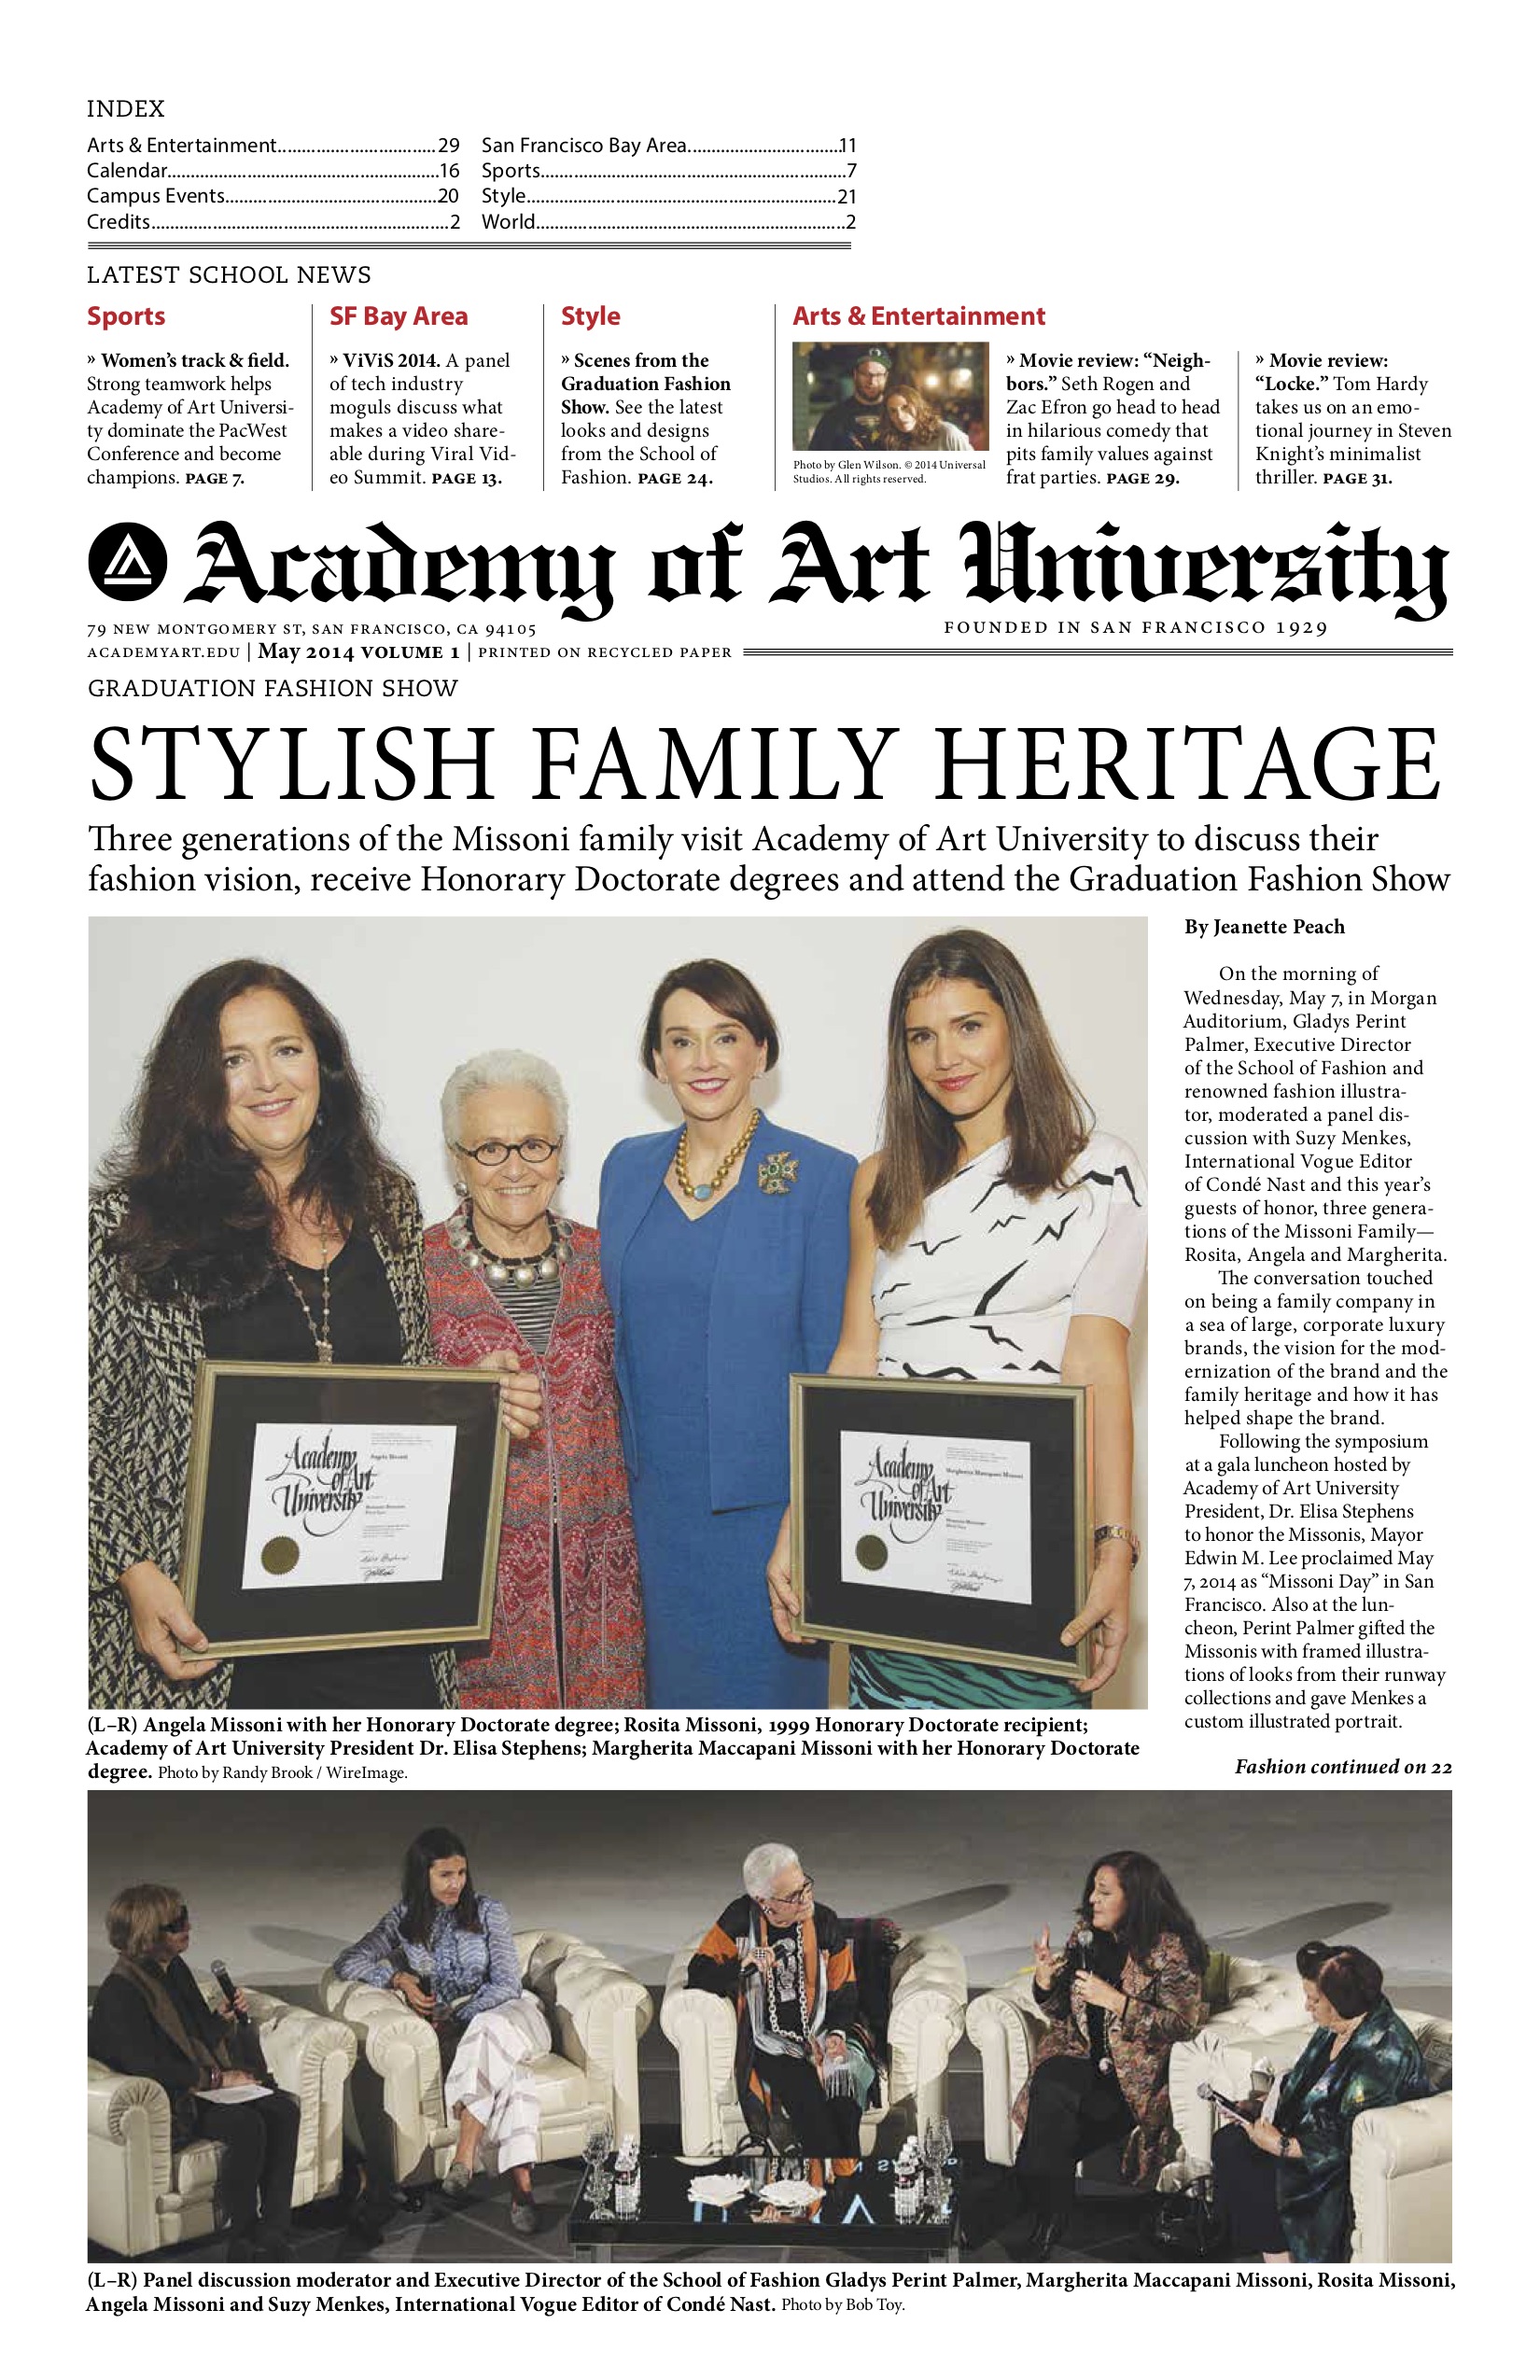 INDEX
Arts & Entertainment..............................29
Calendar.....................................................16
Campus Events..........................................20
Credits..........................................................2
San Francisco Bay Area..............................11
Sports............................................................7
Style............................................................21
World.............................................................2
LATEST SCHOOL NEWS
Sports
» Women’s track & field.
Strong teamwork helps
Academy of Art Universi-
ty dominate the PacWest
Conference and become
champions. PAGE 7.
SF Bay Area
» ViViS 2014. A panel
of tech industry
moguls discuss what
makes a video share-
able during Viral Vid-
eo Summit. PAGE 13.
Style
» Scenes from the
Graduation Fashion
Show. See the latest
looks and designs
from the School of
Fashion. PAGE 24.
Arts & Entertainment
Photo by Glen Wilson. © 2014 Universal
Studios. All rights reserved.
» Movie review: “Neigh-
bors.” Seth Rogen and
Zac Efron go head to head
in hilarious comedy that
pits family values against
frat parties. PAGE 29.
» Movie review:
“Locke.” Tom Hardy
takes us on an emo-
tional journey in Steven
Knight’s minimalist
thriller. PAGE 31.
Academy of Art University
79 NEW MONTGOMERY ST, SAN FRANCISCO, CA 94105
FOUNDED IN SAN FRANCISCO 1929
ACADEMYART.EDU | May 2014 VOLUME 1 | PRINTED ON RECYCLED PAPER
GRADUATION FASHION SHOW
STYLISH FAMILY HERITAGE
Three generations of the Missoni family visit Academy of Art University to discuss their
fashion vision, receive Honorary Doctorate degrees and attend the Graduation Fashion Show
Academy
of Art
University
Angela Missoni
Academy
of Art
University
Margherita Maccapani Missoni
(L–R) Angela Missoni with her Honorary Doctorate degree; Rosita Missoni, 1999 Honorary Doctorate recipient;
Academy of Art University President Dr. Elisa Stephens; Margherita Maccapani Missoni with her Honorary Doctorate
degree. Photo by Randy Brook / WireImage.
By Jeanette Peach
On the morning of
Wednesday, May 7, in Morgan
Auditorium, Gladys Perint
Palmer, Executive Director
of the School of Fashion and
renowned fashion illustra-
tor, moderated a panel dis-
cussion with Suzy Menkes,
International Vogue Editor
of Condé Nast and this year’s
guests of honor, three genera-
tions of the Missoni Family—
Rosita, Angela and Margherita.
The conversation touched
on being a family company in
a sea of large, corporate luxury
brands, the vision for the mod-
ernization of the brand and the
family heritage and how it has
helped shape the brand.
Following the symposium
at a gala luncheon hosted by
Academy of Art University
President, Dr. Elisa Stephens
to honor the Missonis, Mayor
Edwin M. Lee proclaimed May
7, 2014 as “Missoni Day” in San
Francisco. Also at the lun-
cheon, Perint Palmer gifted the
Missonis with framed illustra-
tions of looks from their runway
collections and gave Menkes a
custom illustrated portrait.
Fashion continued on 22
(L–R) Panel discussion moderator and Executive Director of the School of Fashion Gladys Perint Palmer, Margherita Maccapani Missoni, Rosita Missoni,
Angela Missoni and Suzy Menkes, International Vogue Editor of Condé Nast. Photo by Bob Toy.